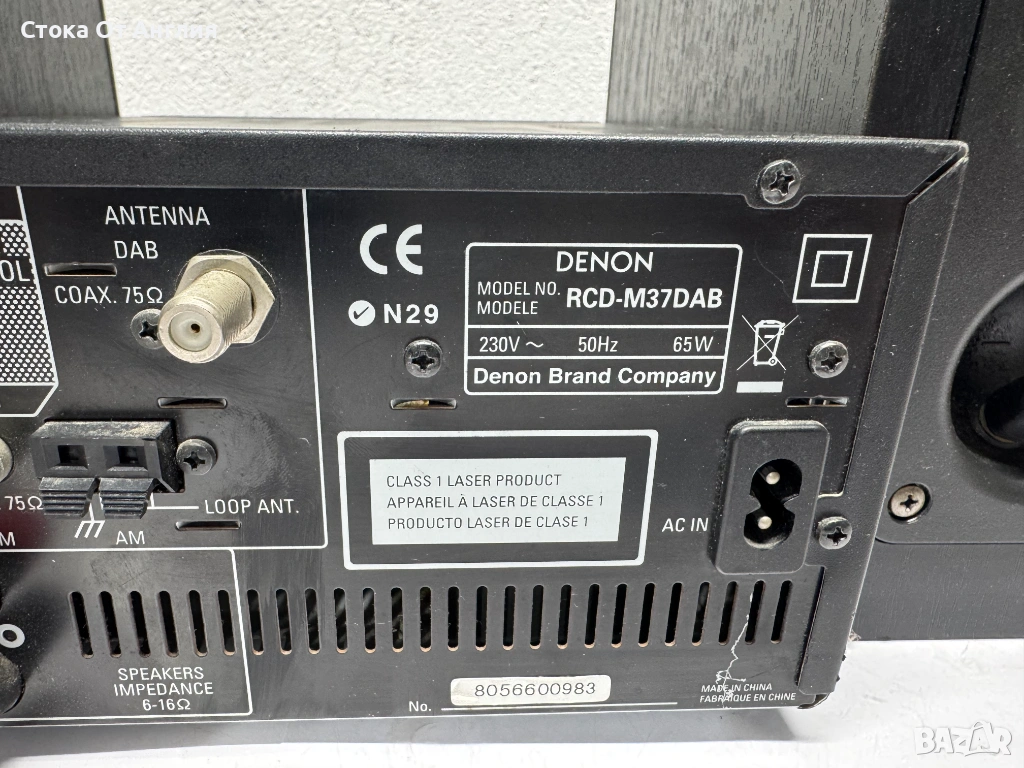 Стока От Англия
ANTENNA
DAB
COAX. 75Ω
OL
N29
DENON
MODEL NO.
MODELE
RCD-M37DAB
230V ~ 50Hz 65W
Denon Brand Company
CLASS 1 LASER PRODUCT
APPAREIL À LASER DE CLASSE 1
PRODUCTO LASER DE CLASE 1
AC IN
. 75Ω
LOOP ANT.
M
AM
SPEAKERS
IMPEDANCE
6-16Ω
No. 8056600983
MADE IN CHINA
FABRIQUE EN CHINE
BAZAR